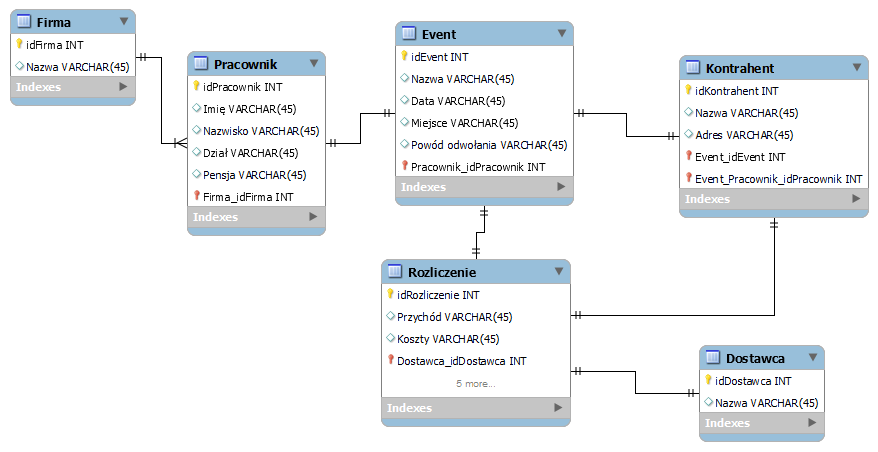 Firma
idFirma INT
Nazwa VARCHAR(45)
Indexes
Pracownik
idPracownik INT
Imię VARCHAR(45)
Nazwisko VARCHAR(45)
Dział VARCHAR(45)
Pensja VARCHAR(45)
Firma_idFirma INT
Indexes
Event
idEvent INT
Nazwa VARCHAR(45)
Data VARCHAR(45)
Miejsce VARCHAR(45)
Powód odwołania VARCHAR(45)
Pracownik_idPracownik INT
Indexes
Kontrahent
idKontrahent INT
Nazwa VARCHAR(45)
Adres VARCHAR(45)
Event_idEvent INT
Event_Pracownik_idPracownik INT
Indexes
Rozliczenie
idRozliczenie INT
Przychód VARCHAR(45)
Koszty VARCHAR(45)
Dostawca_idDostawca INT
5 more...
Indexes
Dostawca
idDostawca INT
Nazwa VARCHAR(45)
Indexes